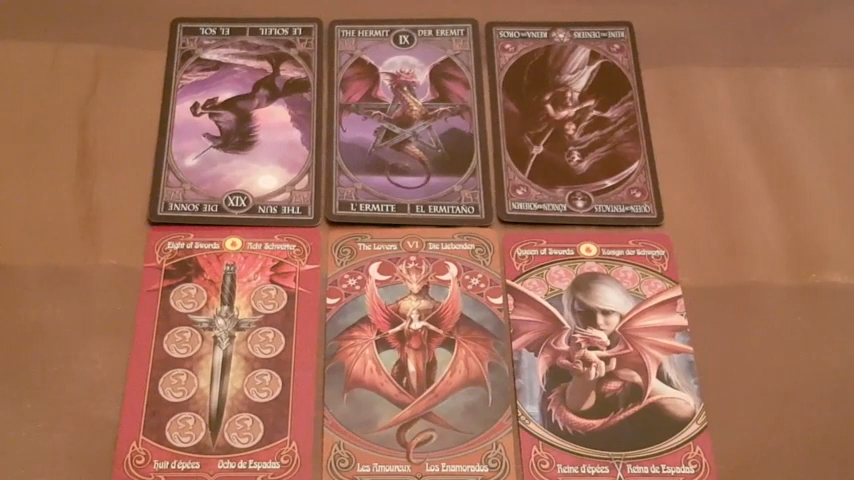 THE SUN XIX DIE SONNE
LE SOLEIL EL SOL
THE HERMIT IX DER EREMIT
L'ERMITE EL ERMITAÑO
QUEEN OF PENTACLES KÖNIGIN DER SCHEIBEN
REINE DES DENIERS REINA DE OROS
Eight of Swords Acht Schwerter
Huit d'épées Ocho de Espadas
The Lovers VI Die Liebenden
Les Amoureux Los Enamorados
Queen of Swords Königin der Schwerter
Reine d'épées Reina de Espadas